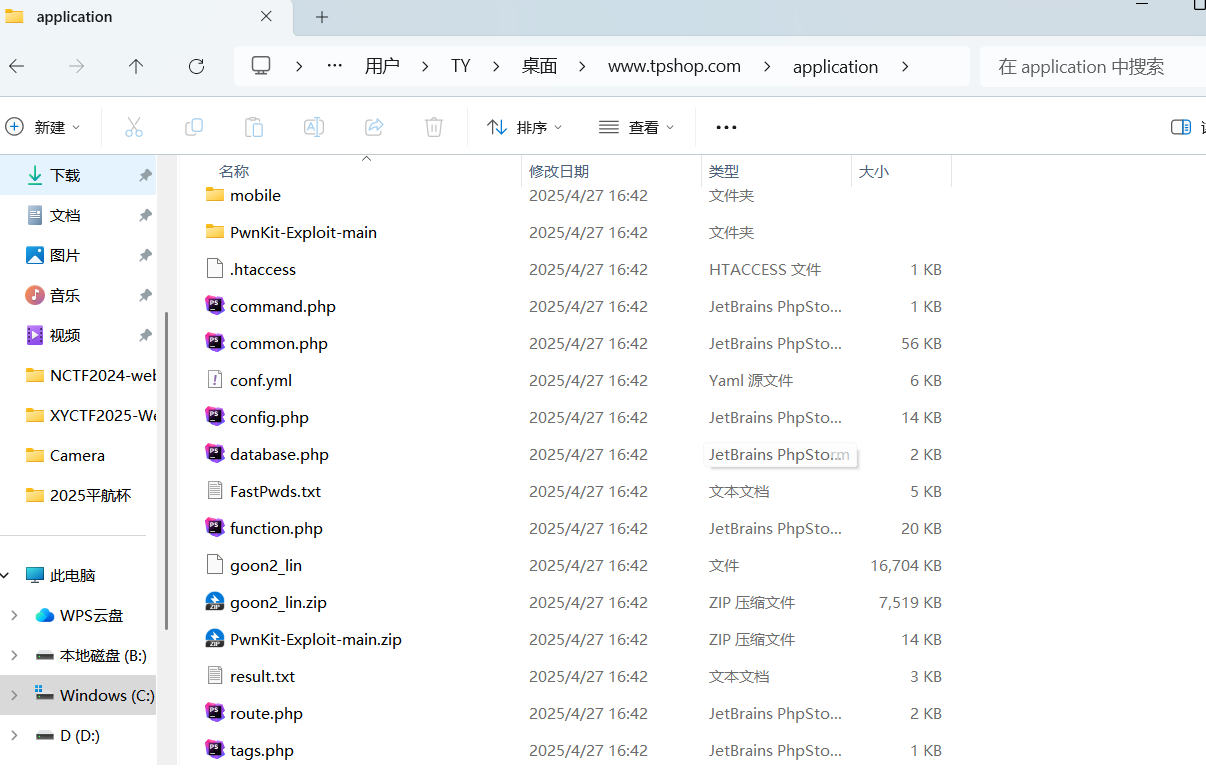 application
用户 TY 桌面 www.tpshop.com application 在 application 中搜索
新建 排序 查看 •••
名称 修改日期 类型 大小
下载
文档
图片
音乐
视频
NCTF2024-web
XYCTF2025-We
Camera
2025平航杯
此电脑
WPS云盘
本地磁盘 (B:)
Windows (C:)
D (D:)
mobile 2025/4/27 16:42 文件夹
PwnKit-Exploit-main 2025/4/27 16:42 文件夹
.htaccess 2025/4/27 16:42 HTACCESS 文件 1 KB
command.php 2025/4/27 16:42 JetBrains PhpSto... 1 KB
common.php 2025/4/27 16:42 JetBrains PhpSto... 56 KB
conf.yml 2025/4/27 16:42 Yaml 源文件 6 KB
config.php 2025/4/27 16:42 JetBrains PhpSto... 14 KB
database.php 2025/4/27 16:42 JetBrains PhpStorm 2 KB
FastPwds.txt 2025/4/27 16:42 文本文档 5 KB
function.php 2025/4/27 16:42 JetBrains PhpSto... 20 KB
goon2_lin 2025/4/27 16:42 文件 16,704 KB
goon2_lin.zip 2025/4/27 16:42 ZIP 压缩文件 7,519 KB
PwnKit-Exploit-main.zip 2025/4/27 16:42 ZIP 压缩文件 14 KB
result.txt 2025/4/27 16:42 文本文档 3 KB
route.php 2025/4/27 16:42 JetBrains PhpSto... 2 KB
tags.php 2025/4/27 16:42 JetBrains PhpSto... 1 KB